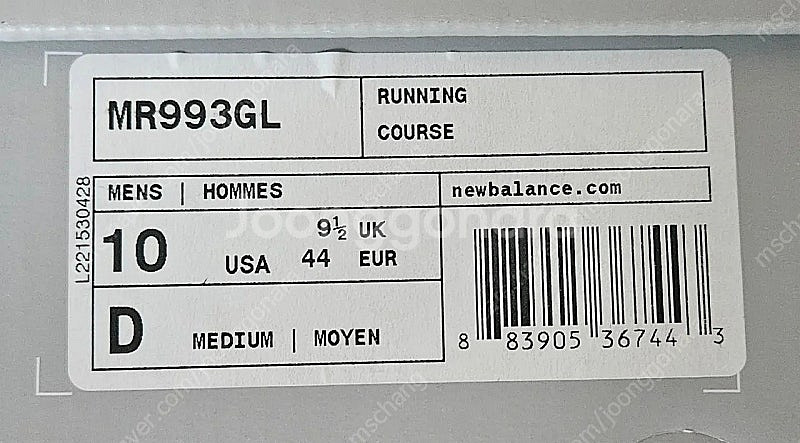 MR993GL
RUNNING
COURSE
MENS | HOMMES
newbalance.com
10 USA
9½ UK
44 EUR
D MEDIUM | MOYEN
L221530428
8 83905 36744 3
Joonggonara